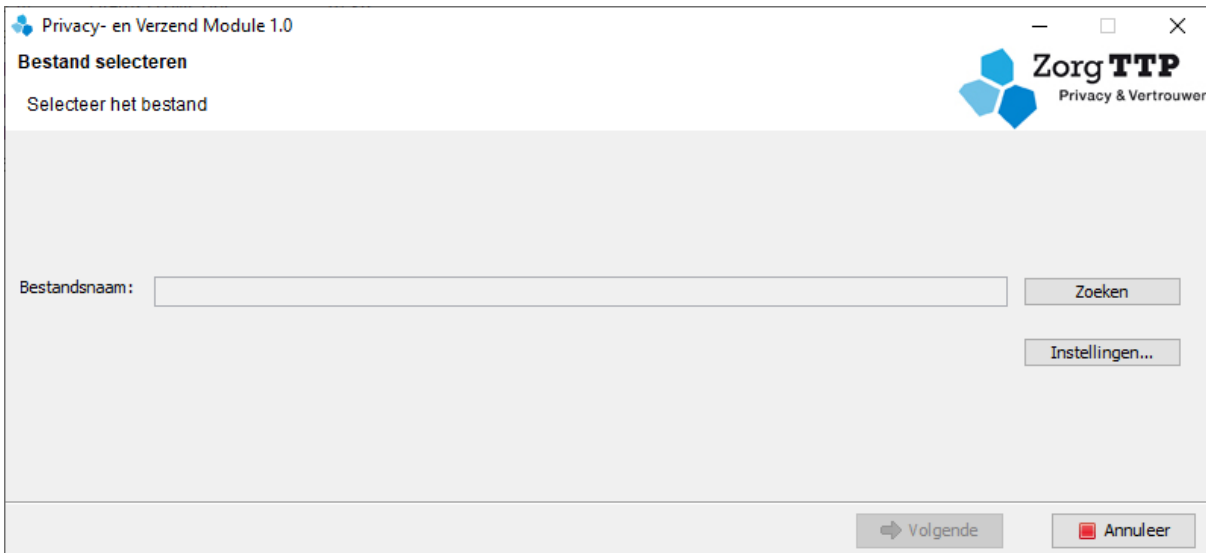 Privacy- en Verzend Module 1.0
Bestand selecteren
Selecteer het bestand
Zorg TTP
Privacy & Vertrouwen
Bestandsnaam:
Zoeken
Instellingen...
Volgende
Annuleer